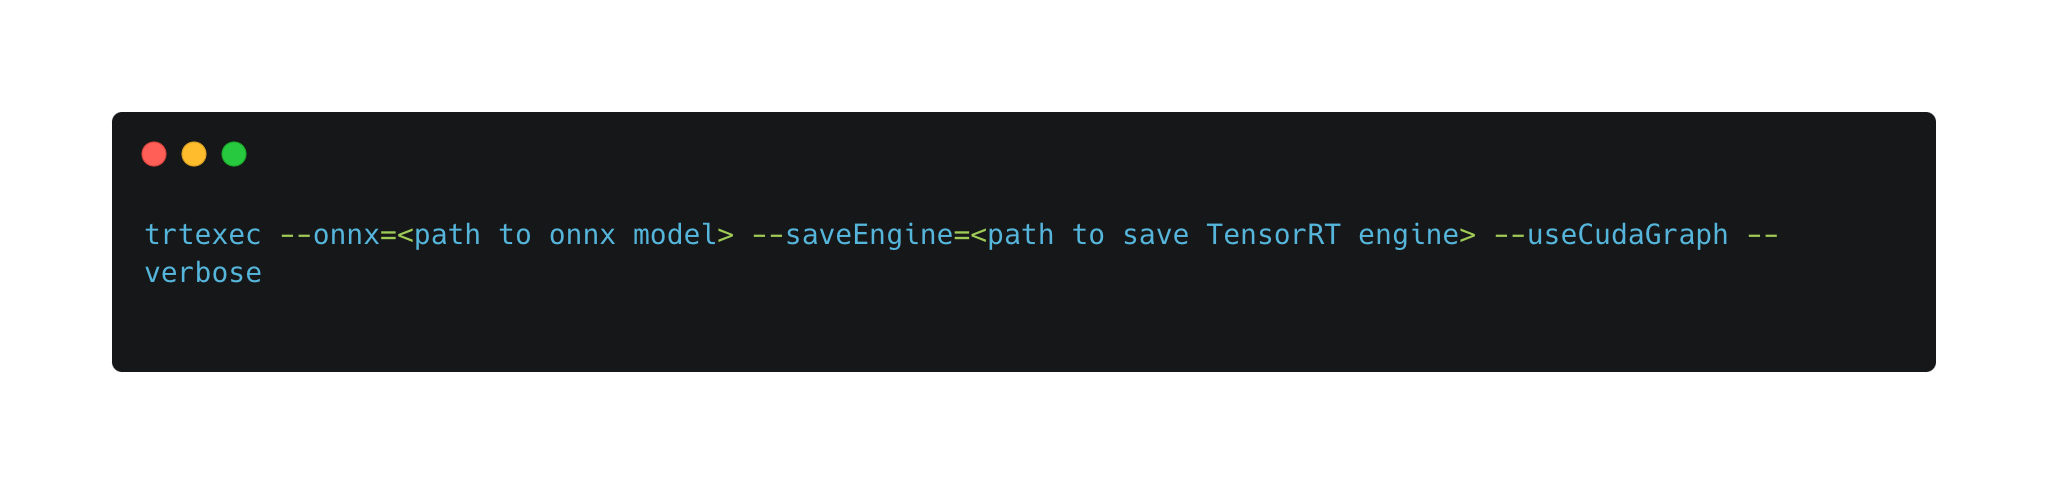 trtexec --onnx=<path to onnx model> --saveEngine=<path to save TensorRT engine> --useCudaGraph --
verbose